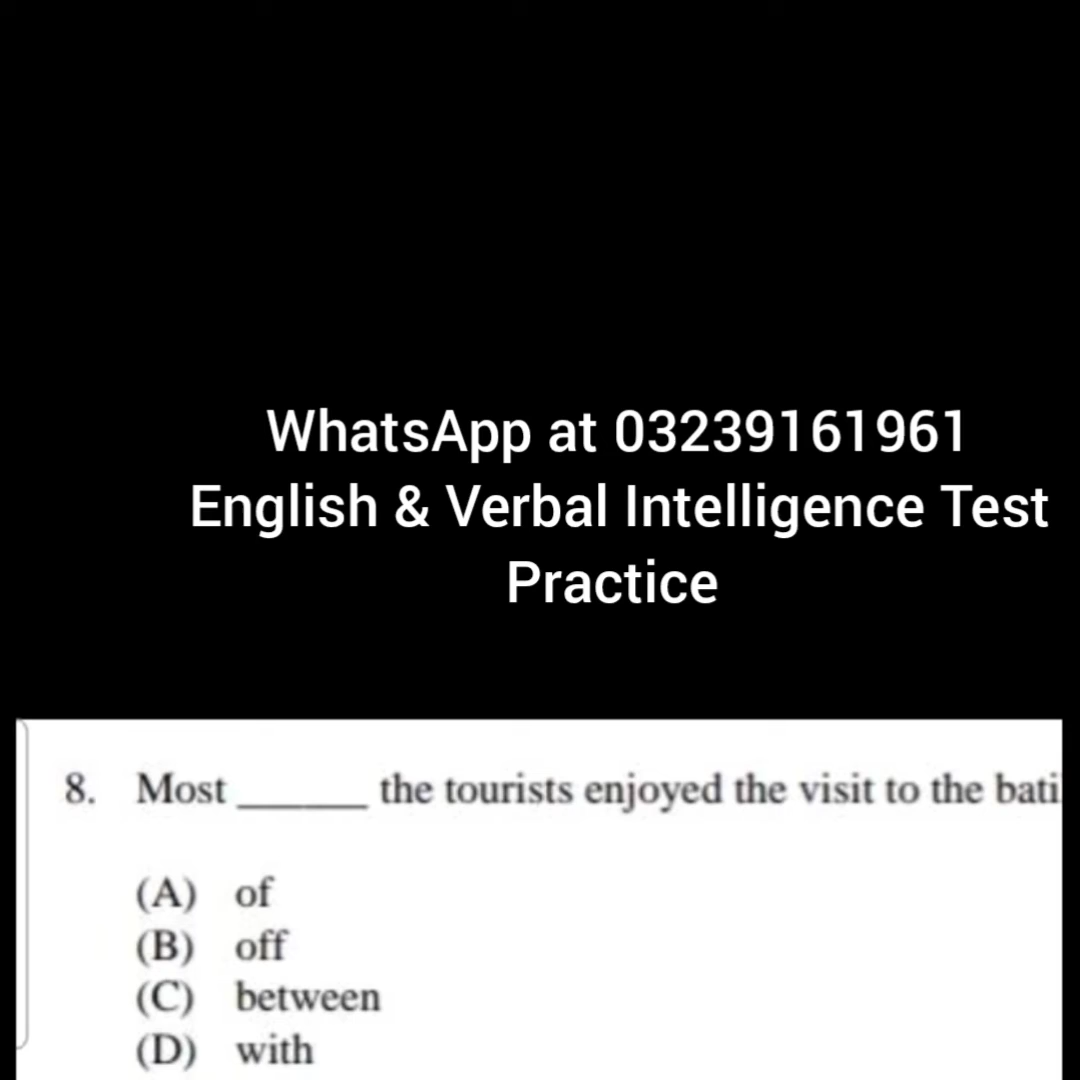 WhatsApp at 03239161961
English & Verbal Intelligence Test
Practice
8. Most ______ the tourists enjoyed the visit to the
(A) of
(B) off
(C) between
(D) with